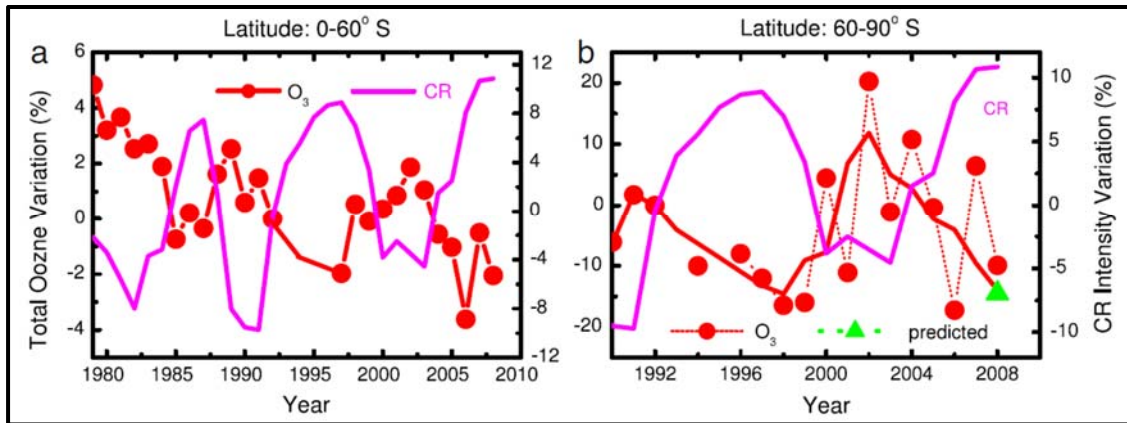 Latitude: 0-60° S
a
O3
CR
Total Oozne Variation (%)
6
4
2
0
-2
-4
12
8
4
0
-4
-8
-12
1980 1985 1990 1995 2000 2005 2010
Year
Latitude: 60-90° S
b
CR
20
10
0
-10
-20
CR Intensity Variation (%)
10
5
0
-5
-10
O3
predicted
1992 1996 2000 2004 2008
Year